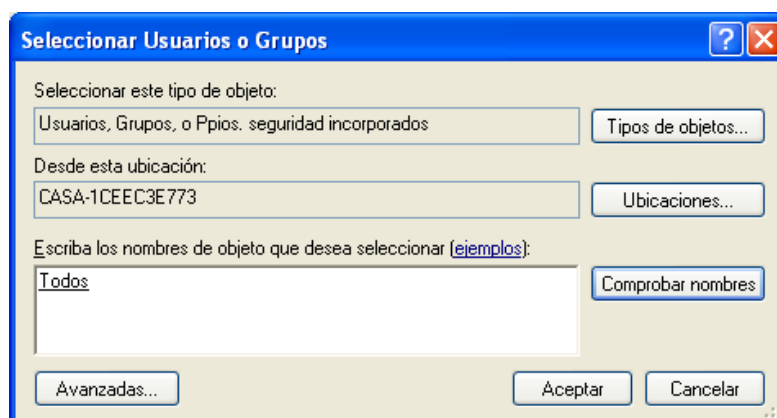 Seleccionar Usuarios o Grupos
Seleccionar este tipo de objeto:
Usuarios, Grupos, o Ppios. seguridad incorporados
Tipos de objetos...
Desde esta ubicación:
CASA-1CEEC3E773
Ubicaciones...
Escriba los nombres de objeto que desea seleccionar (ejemplos):
Todos
Comprobar nombres
Avanzadas...
Aceptar
Cancelar